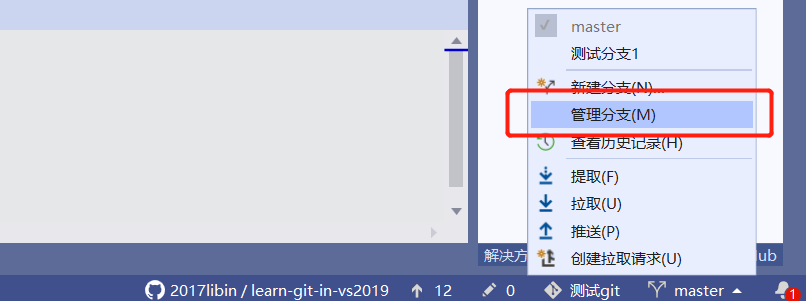 master
测试分支1
新建分支(N)...
管理分支(M)
查看历史记录(H)
提取(F)
拉取(U)
推送(P)
创建拉取请求(U)
解决方
ub
2017libin / learn-git-in-vs2019
12
0
测试git
master
1